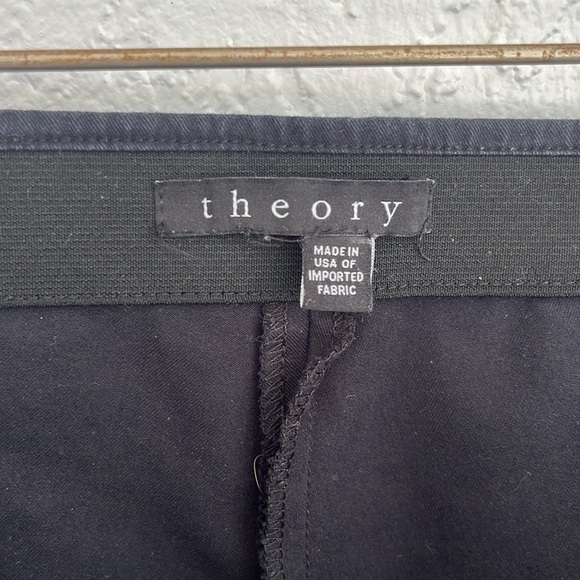 theory
MADE IN
USA OF
IMPORTED
FABRIC